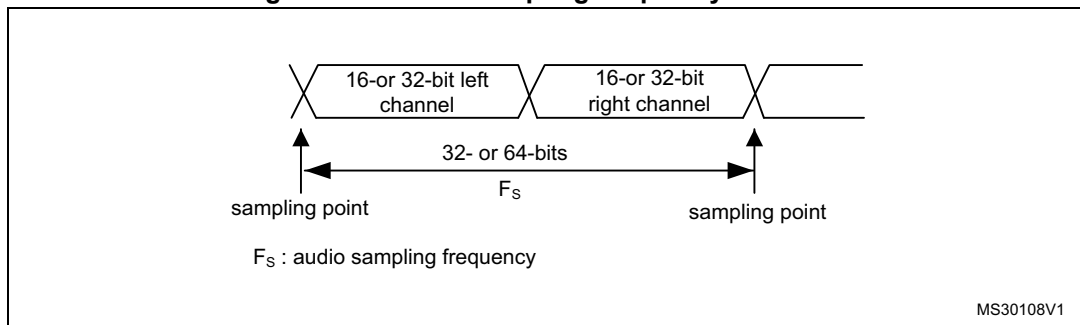 16-or 32-bit left
channel
16-or 32-bit
right channel
32- or 64-bits
FS
sampling point
sampling point
FS : audio sampling frequency
MS30108V1